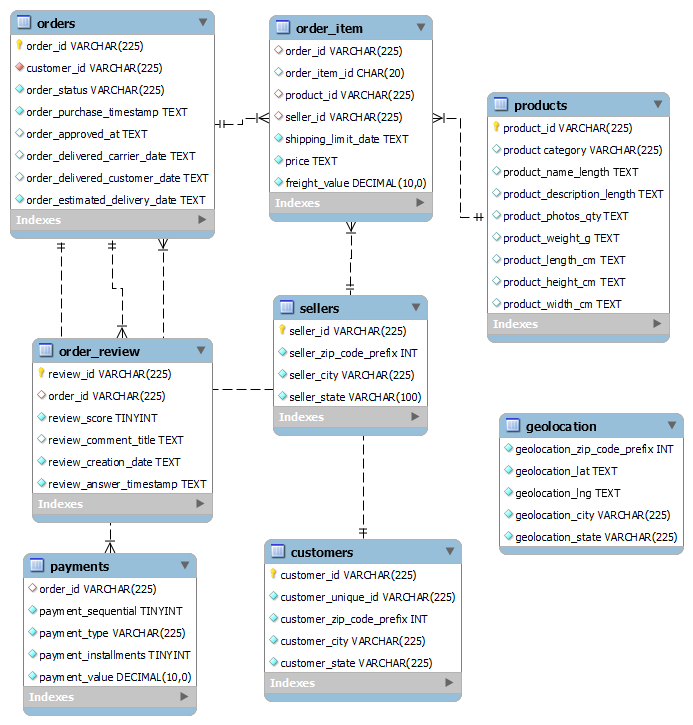 orders
order_id VARCHAR(225)
customer_id VARCHAR(225)
order_status VARCHAR(225)
order_purchase_timestamp TEXT
order_approved_at TEXT
order_delivered_carrier_date TEXT
order_delivered_customer_date TEXT
order_estimated_delivery_date TEXT
Indexes
order_item
order_id VARCHAR(225)
order_item_id CHAR(20)
product_id VARCHAR(225)
seller_id VARCHAR(225)
shipping_limit_date TEXT
price TEXT
freight_value DECIMAL(10,0)
Indexes
products
product_id VARCHAR(225)
product category VARCHAR(225)
product_name_length TEXT
product_description_length TEXT
product_photos_qty TEXT
product_weight_g TEXT
product_length_cm TEXT
product_height_cm TEXT
product_width_cm TEXT
Indexes
sellers
seller_id VARCHAR(225)
seller_zip_code_prefix INT
seller_city VARCHAR(225)
seller_state VARCHAR(100)
Indexes
order_review
review_id VARCHAR(225)
order_id VARCHAR(225)
review_score TINYINT
review_comment_title TEXT
review_creation_date TEXT
review_answer_timestamp TEXT
Indexes
geolocation
geolocation_zip_code_prefix INT
geolocation_lat TEXT
geolocation_lng TEXT
geolocation_city VARCHAR(225)
geolocation_state VARCHAR(225)
payments
order_id VARCHAR(225)
payment_sequential TINYINT
payment_type VARCHAR(225)
payment_installments TINYINT
payment_value DECIMAL(10,0)
Indexes
customers
customer_id VARCHAR(225)
customer_unique_id VARCHAR(225)
customer_zip_code_prefix INT
customer_city VARCHAR(225)
customer_state VARCHAR(225)
Indexes